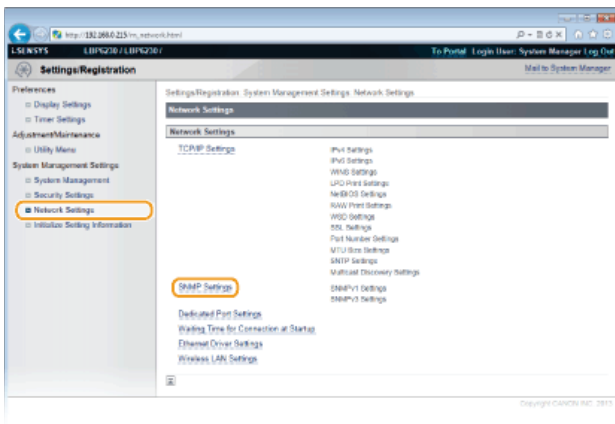 http://192.168.0.215/m_network.html
LBP6230 / LBP6230 / To Portal Login User: System Manager Log Out
Settings/Registration Mail to System Manager
Preferences
Display Settings
Timer Settings
Adjustment/Maintenance
Utility Menu
System Management Settings
System Management
Security Settings
Network Settings
Initialize Setting Information
Settings/Registration: System Management Settings: Network Settings
Network Settings
Network Settings
TCP/IP Settings
IPv4 Settings
IPv6 Settings
WINS Settings
LPD Print Settings
NetBIOS Settings
RAW Print Settings
WSD Settings
SSL Settings
Port Number Settings
MTU Size Settings
SNTP Settings
Multicast Discovery Settings
SNMP Settings
SNMPv1 Settings
SNMPv3 Settings
Dedicated Port Settings
Waiting Time for Connection at Startup
Ethernet Driver Settings
Wireless LAN Settings
Copyright CANON INC. 2013